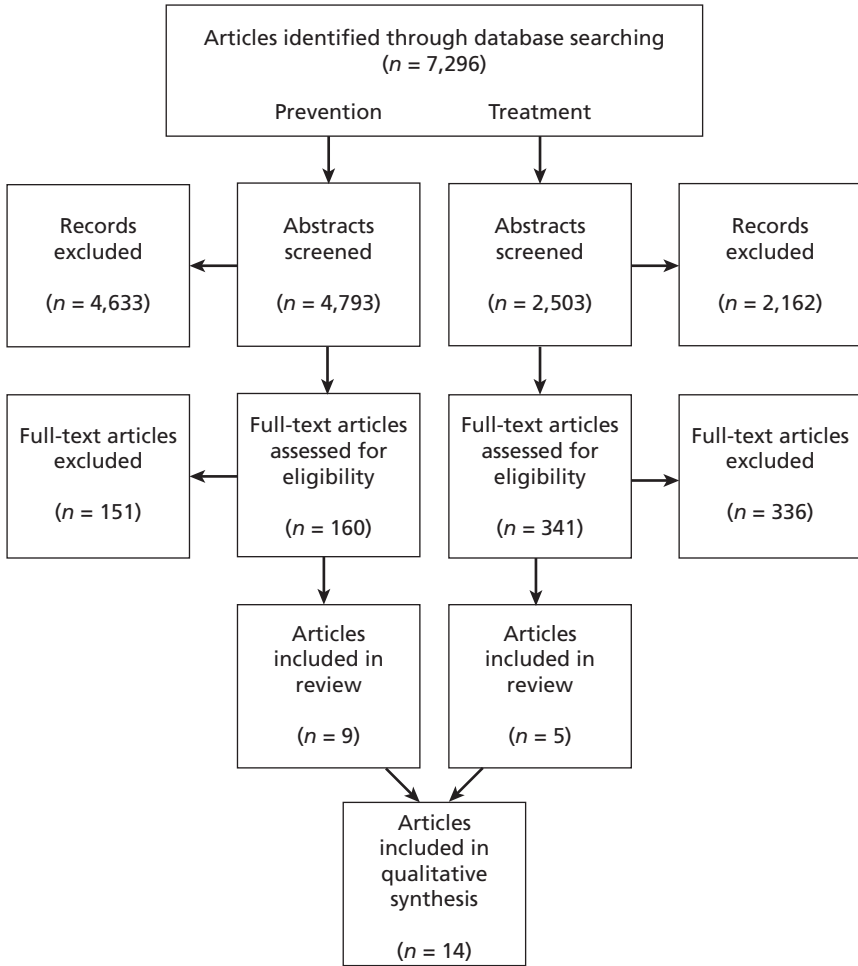 Articles identified through database searching
(n = 7,296)
Prevention
Treatment
Records
excluded
(n = 4,633)
Abstracts
screened
(n = 4,793)
Abstracts
screened
(n = 2,503)
Records
excluded
(n = 2,162)
Full-text articles
excluded
(n = 151)
Full-text articles
assessed for
eligibility
(n = 160)
Full-text articles
assessed for
eligibility
(n = 341)
Full-text articles
excluded
(n = 336)
Articles
included in
review
(n = 9)
Articles
included in
review
(n = 5)
Articles
included in
qualitative
synthesis
(n = 14)